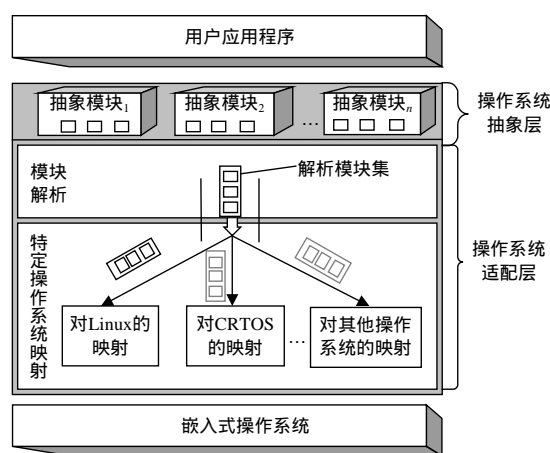 用户应用程序
抽象模块1
抽象模块2
…
抽象模块n
操作系统
抽象层
模块
解析
解析模块集
操作系统
适配层
特定操作系统映射
对Linux的
映射
对CRTOS
的映射
…
对其他操作
系统的映射
嵌入式操作系统